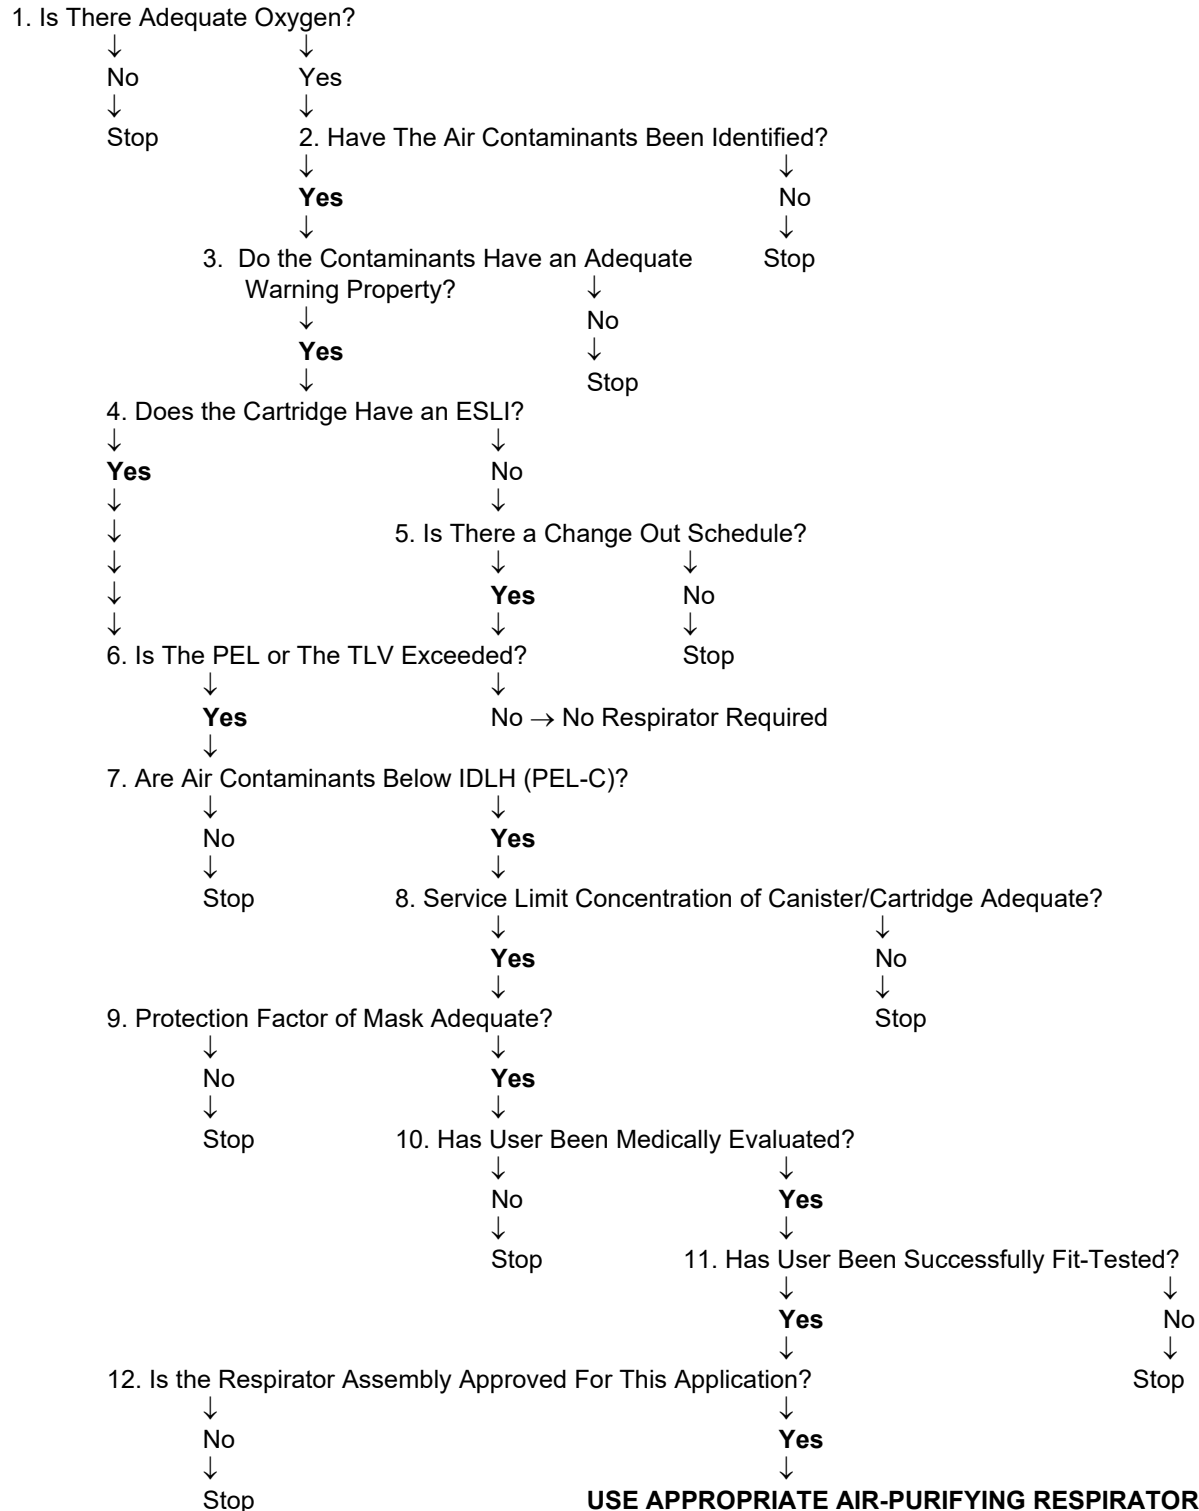 1. Is There Adequate Oxygen?
↓ ↓
No Yes
↓ ↓
Stop 2. Have The Air Contaminants Been Identified?
↓ ↓
Yes No
↓ ↓
3. Do the Contaminants Have an Adequate Stop
Warning Property? ↓
↓ No
Yes ↓
↓ Stop
4. Does the Cartridge Have an ESLI?
↓ ↓
Yes No
↓ ↓
↓ 5. Is There a Change Out Schedule?
↓ ↓ ↓
↓ Yes No
↓ ↓ ↓
6. Is The PEL or The TLV Exceeded? Stop
↓ ↓
Yes No → No Respirator Required
↓
7. Are Air Contaminants Below IDLH (PEL-C)?
↓ ↓
No Yes
↓ ↓
Stop 8. Service Limit Concentration of Canister/Cartridge Adequate?
↓ ↓
Yes No
↓ ↓
9. Protection Factor of Mask Adequate? Stop
↓ ↓
No Yes
↓ ↓
Stop 10. Has User Been Medically Evaluated?
↓ ↓
No Yes
↓ ↓
Stop 11. Has User Been Successfully Fit-Tested?
↓ ↓
Yes No
↓ ↓
12. Is the Respirator Assembly Approved For This Application? Stop
↓ ↓
No Yes
↓ ↓
Stop USE APPROPRIATE AIR-PURIFYING RESPIRATOR